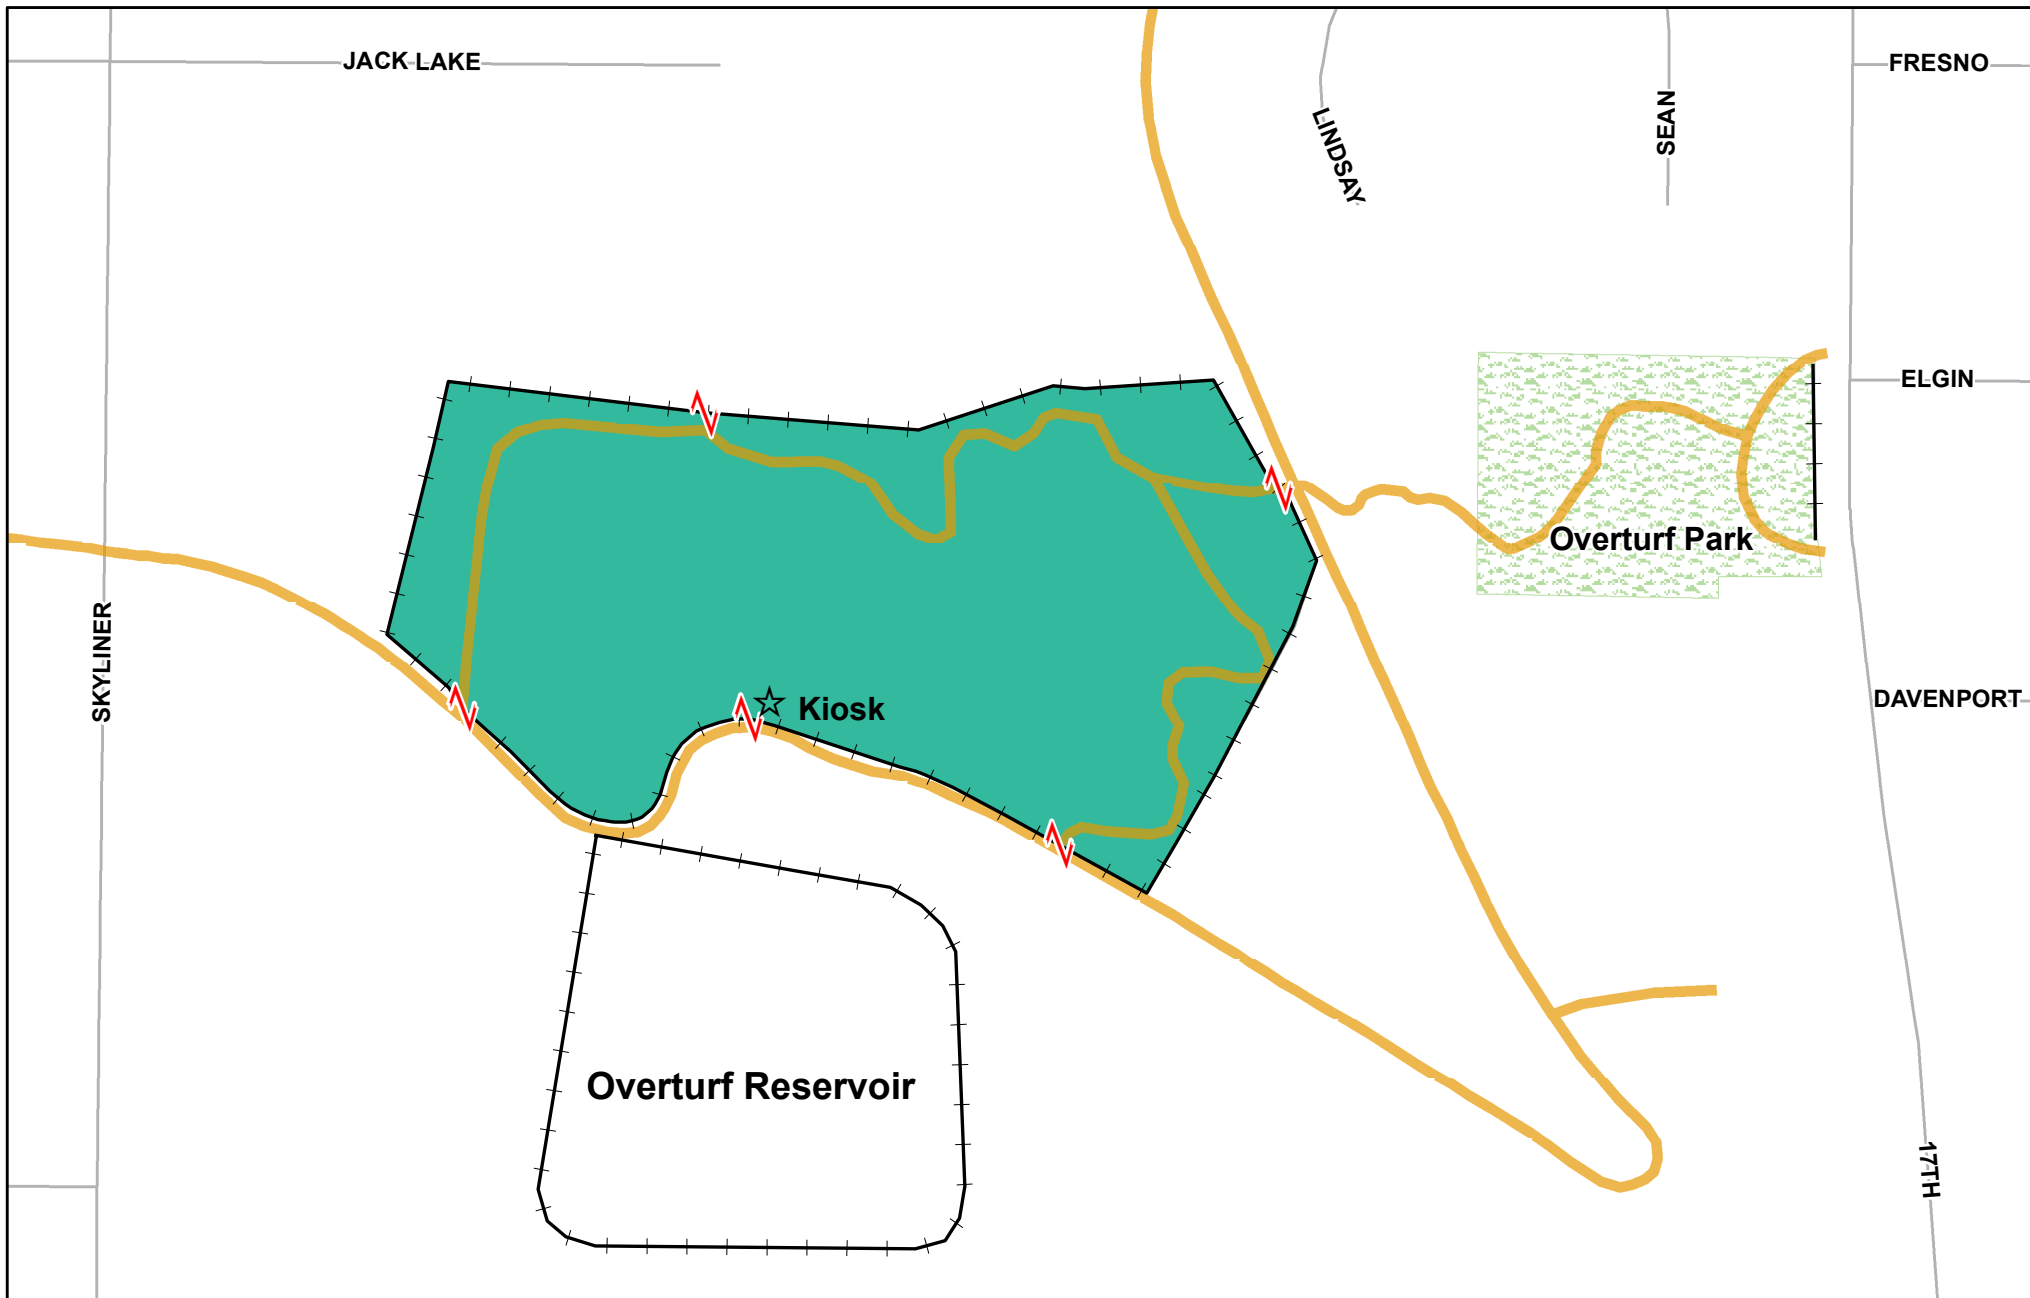 JACK LAKE
FRESNO
SEAN
LINDSAY
ELGIN
Overturf Park
SKYLINER
Kiosk
DAVENPORT
Overturf Reservoir
17TH